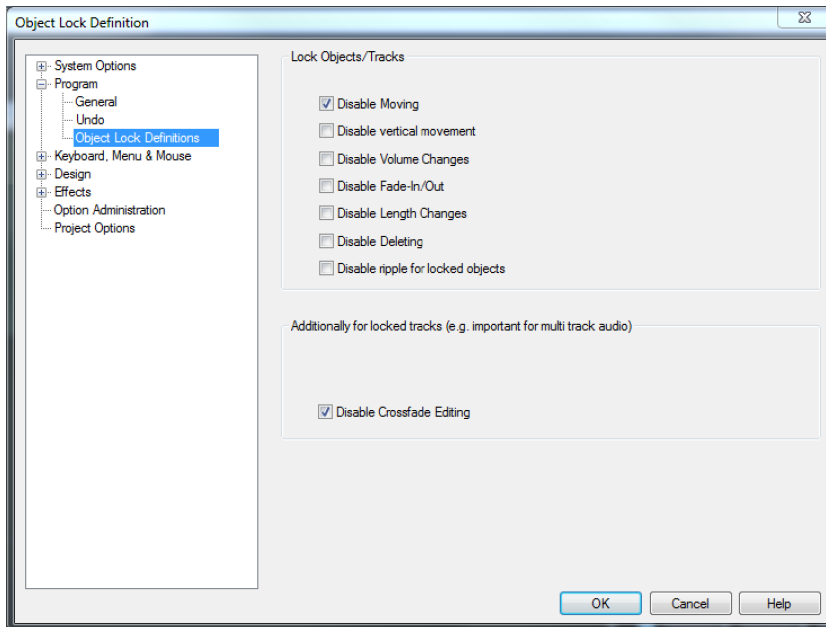 Object Lock Definition
System Options
Program
General
Undo
Object Lock Definitions
Keyboard, Menu & Mouse
Design
Effects
Option Administration
Project Options
Lock Objects/Tracks
Disable Moving
Disable vertical movement
Disable Volume Changes
Disable Fade-In/Out
Disable Length Changes
Disable Deleting
Disable ripple for locked objects
Additionally for locked tracks (e.g. important for multi track audio)
Disable Crossfade Editing
OK
Cancel
Help